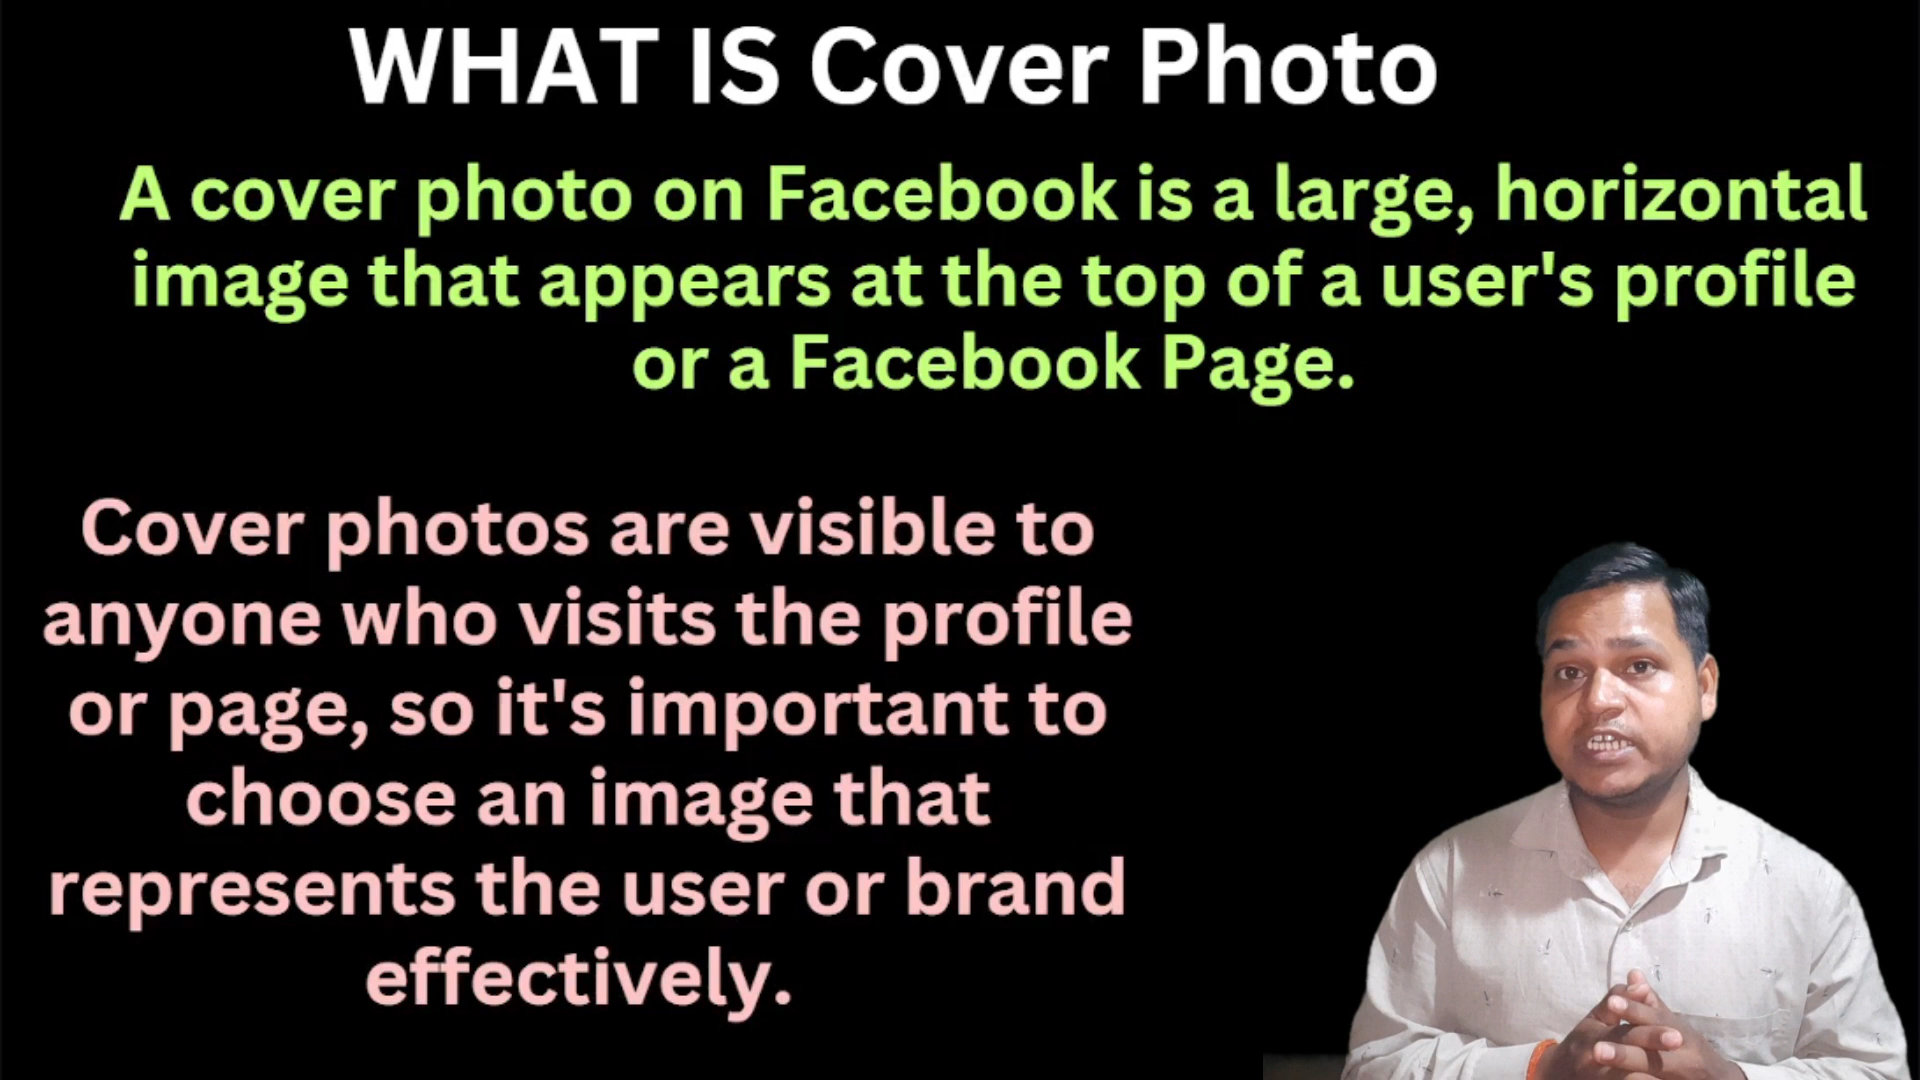 WHAT IS Cover Photo
A cover photo on Facebook is a large, horizontal
image that appears at the top of a user's profile
or a Facebook Page.
Cover photos are visible to
anyone who visits the profile
or page, so it's important to
choose an image that
represents the user or brand
effectively.